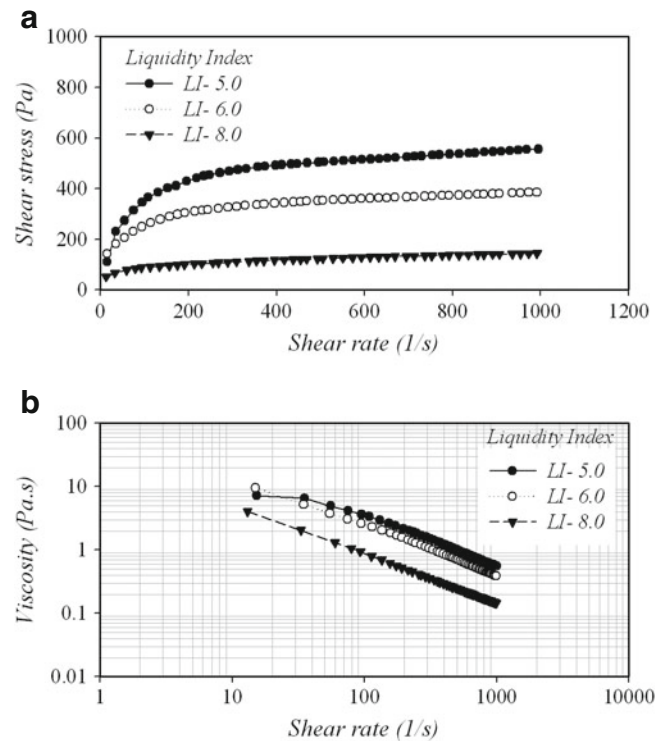 a
1000
800
600
400
200
0
Shear stress (Pa)
Liquidity Index
LI- 5.0
LI- 6.0
LI- 8.0
0 200 400 600 800 1000 1200
Shear rate (1/s)
b
100
10
1
0.1
0.01
Viscosity (Pa.s)
Liquidity Index
LI- 5.0
LI- 6.0
LI- 8.0
1 10 100 1000 10000
Shear rate (1/s)